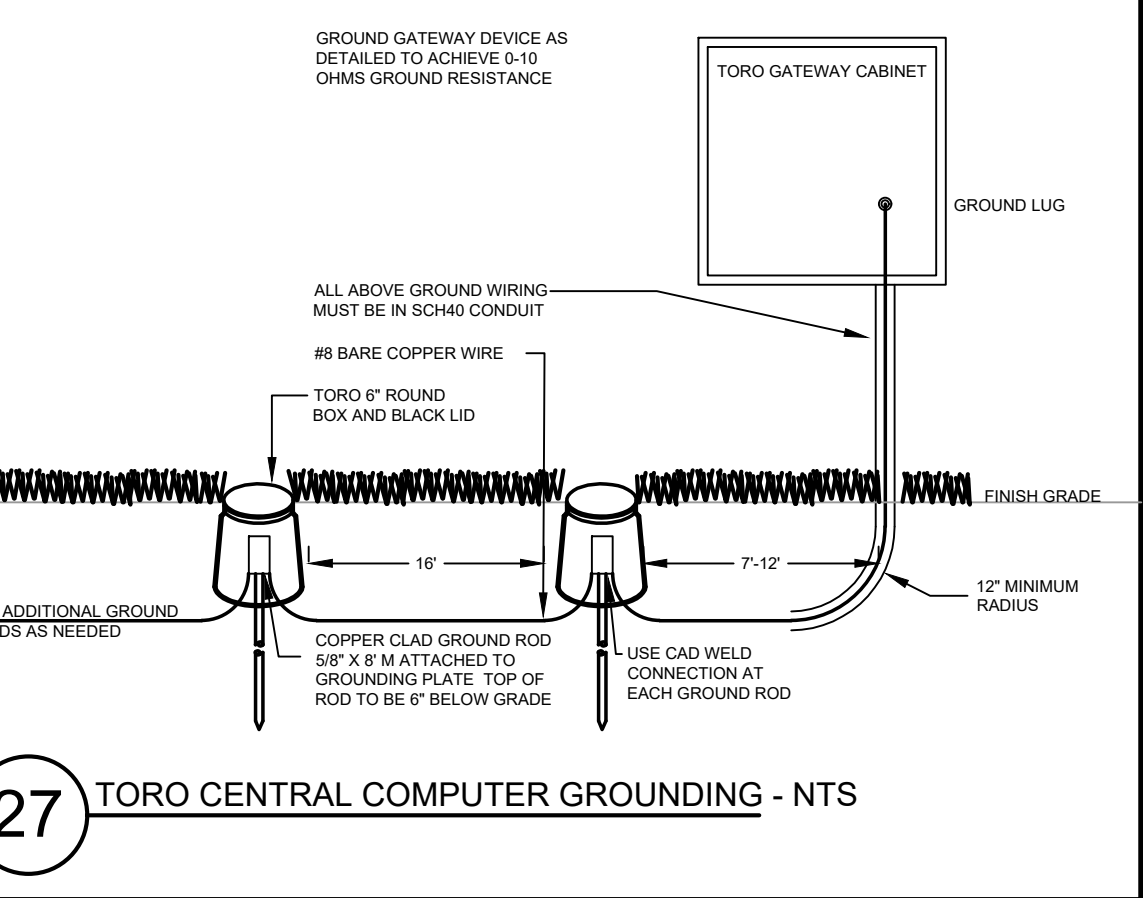 GROUND GATEWAY DEVICE AS
DETAILED TO ACHIEVE 0-10
OHMS GROUND RESISTANCE
TORO GATEWAY CABINET
GROUND LUG
ALL ABOVE GROUND WIRING
MUST BE IN SCH40 CONDUIT
#8 BARE COPPER WIRE
TORO 6" ROUND
BOX AND BLACK LID
FINISH GRADE
16'
7'-12'
12" MINIMUM
RADIUS
ADDITIONAL GROUND
DS AS NEEDED
COPPER CLAD GROUND ROD
5/8" X 8' M ATTACHED TO
GROUNDING PLATE TOP OF
ROD TO BE 6" BELOW GRADE
USE CAD WELD
CONNECTION AT
EACH GROUND ROD
27
TORO CENTRAL COMPUTER GROUNDING - NTS